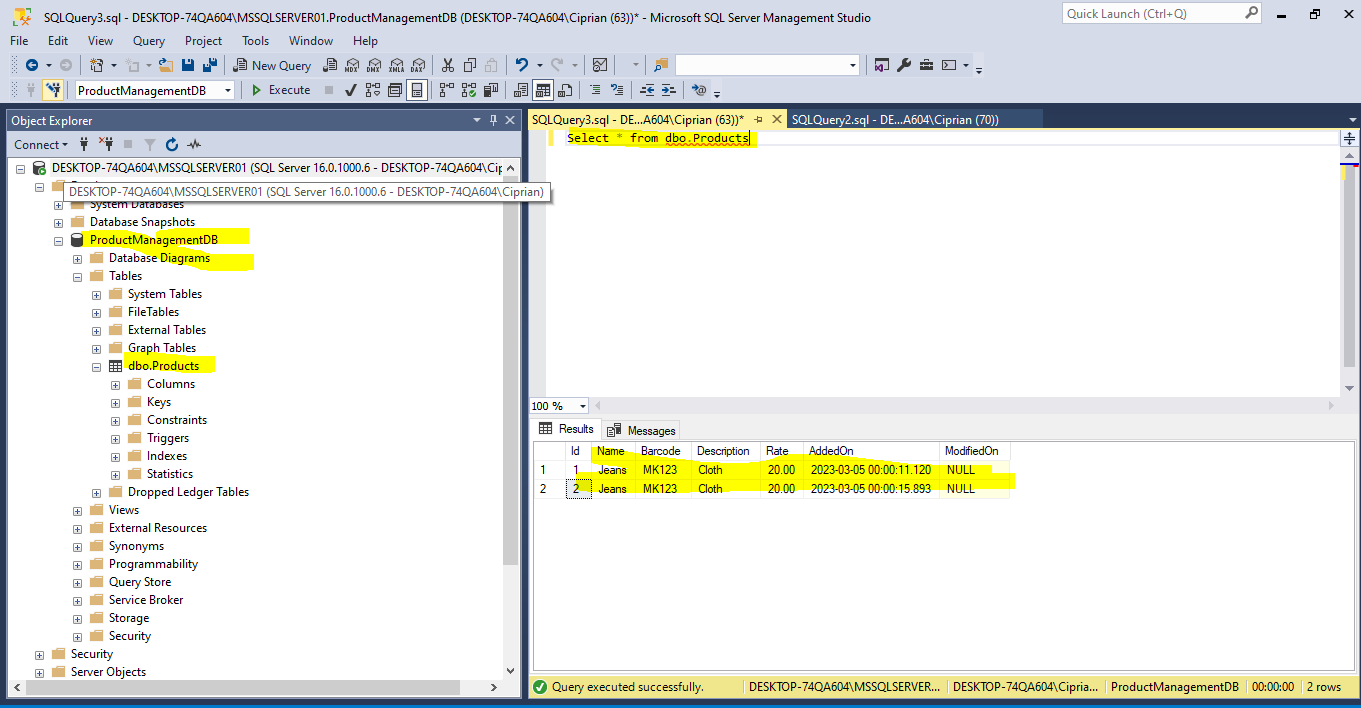 SQLQuery3.sql - DESKTOP-74QA604\MSSQLSERVER01.ProductManagementDB (DESKTOP-74QA604\Ciprian (63))* - Microsoft SQL Server Management Studio
Quick Launch (Ctrl+Q)
File Edit View Query Project Tools Window Help
New Query MDX DMX XMLA DAX
ProductManagementDB Execute
Object Explorer
Connect
DESKTOP-74QA604\MSSQLSERVER01 (SQL Server 16.0.1000.6 - DESKTOP-74QA604\Cip
DESKTOP-74QA604\MSSQLSERVER01 (SQL Server 16.0.1000.6 - DESKTOP-74QA604\Ciprian)
System Databases
Database Snapshots
ProductManagementDB
Database Diagrams
Tables
System Tables
FileTables
External Tables
Graph Tables
dbo.Products
Columns
Keys
Constraints
Triggers
Indexes
Statistics
Dropped Ledger Tables
Views
External Resources
Synonyms
Programmability
Query Store
Service Broker
Storage
Security
Security
Server Objects
SQLQuery3.sql - DE...A604\Ciprian (63))* SQLQuery2.sql - DE...A604\Ciprian (70))
Select * from dbo.Products
100 %
Results Messages
Id Name Barcode Description Rate AddedOn ModifiedOn
1 1 Jeans MK123 Cloth 20.00 2023-03-05 00:00:11.120 NULL
2 2 Jeans MK123 Cloth 20.00 2023-03-05 00:00:15.893 NULL
Query executed successfully. DESKTOP-74QA604\MSSQLSERVER... DESKTOP-74QA604\Cipria... ProductManagementDB 00:00:00 2 rows